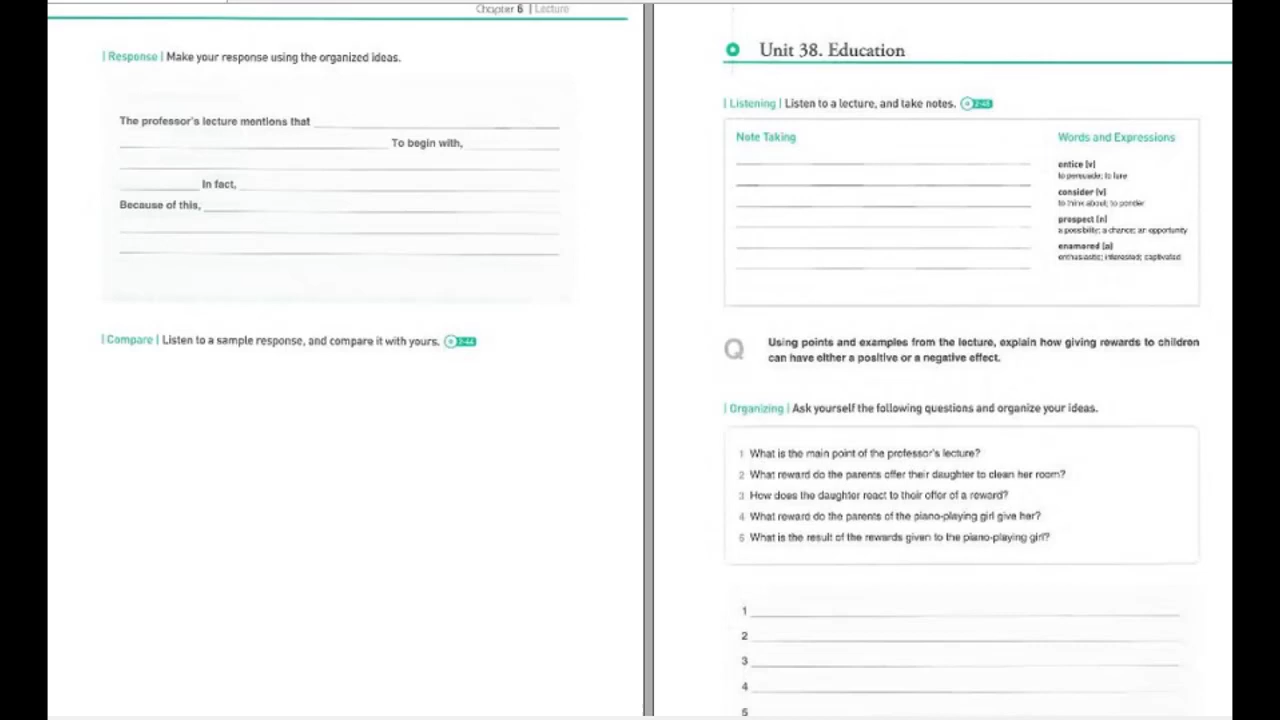 Chapter 6 | Lecture
| Response | Make your response using the organized ideas.
The professor's lecture mentions that
To begin with,
In fact,
Because of this,
| Compare | Listen to a sample response, and compare it with yours.
Unit 38. Education
| Listening | Listen to a lecture, and take notes.
Note Taking
Words and Expressions
entice [v]
to persuade; to lure
consider [v]
to think about; to ponder
prospect [n]
a possibility; a chance; an opportunity
enamored [a]
enthusiastic; interested; captivated
Q Using points and examples from the lecture, explain how giving rewards to children
can have either a positive or a negative effect.
| Organizing | Ask yourself the following questions and organize your ideas.
1 What is the main point of the professor's lecture?
2 What reward do the parents offer their daughter to clean her room?
3 How does the daughter react to their offer of a reward?
4 What reward do the parents of the piano-playing girl give her?
5 What is the result of the rewards given to the piano-playing girl?
1
2
3
4
5